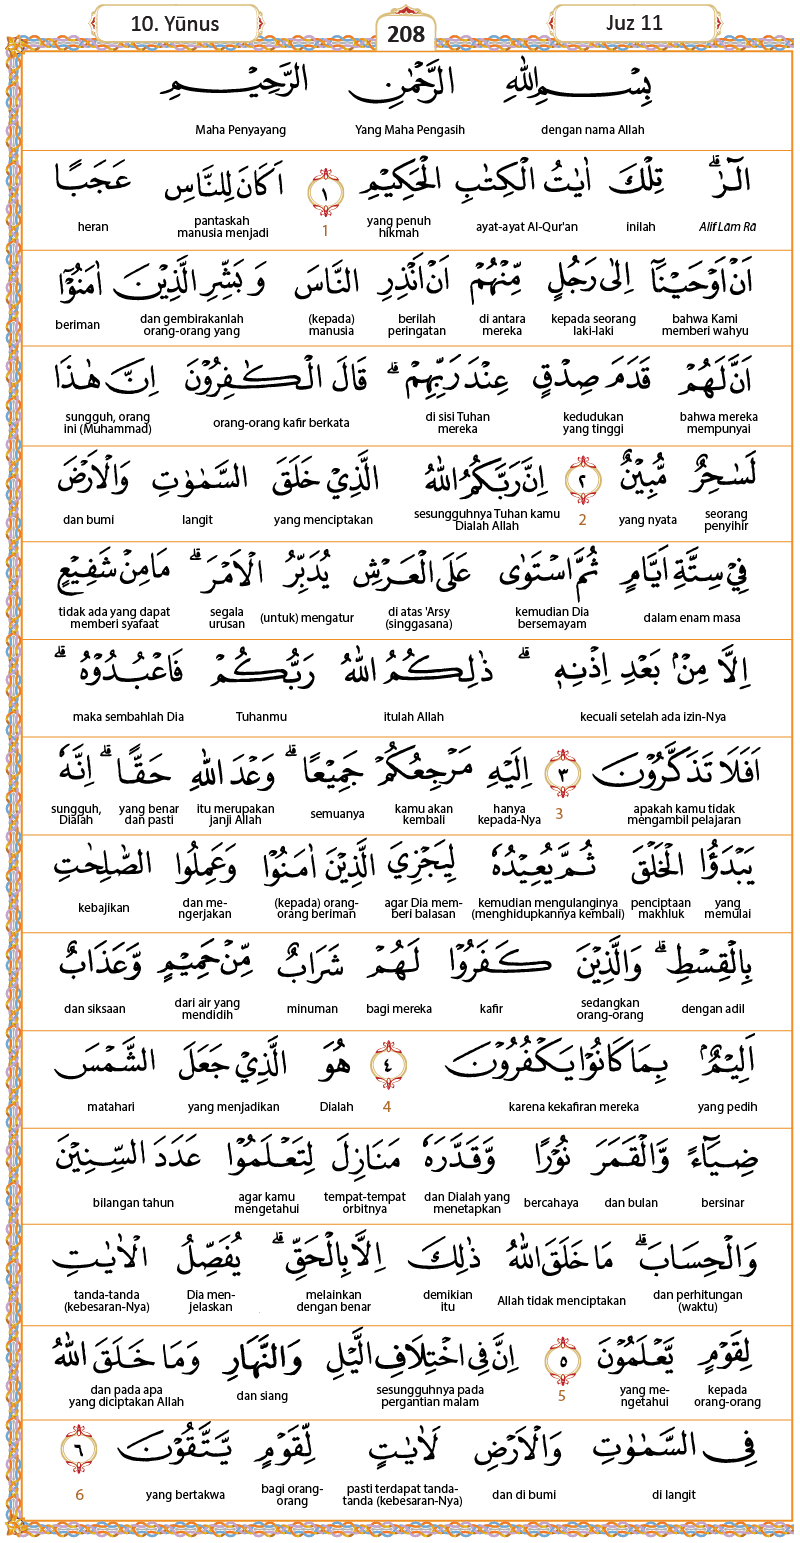 10. Yūnus 208 Juz 11
بِسْمِ اللّٰهِ الرَّحْمٰنِ الرَّحِيْمِ
dengan nama Allah Yang Maha Pengasih Maha Penyayang
الۤرٰ ۗ تِلْكَ اٰيٰتُ الْكِتٰبِ الْحَكِيْمِ ١ اَكَانَ لِلنَّاسِ عَجَبًا
Alif Lām Rā inilah ayat-ayat Al-Qur'an yang penuh hikmah 1 pantaskah manusia menjadi heran
اَنْ اَوْحَيْنَآ اِلٰى رَجُلٍ مِّنْهُمْ اَنْ اَنْذِرِ النَّاسَ وَبَشِّرِ الَّذِيْنَ اٰمَنُوْٓا
bahwa Kami memberi wahyu kepada seorang laki-laki di antara mereka berilah peringatan (kepada) manusia dan gembirakanlah orang-orang yang beriman
اَنَّ لَهُمْ قَدَمَ صِدْقٍ عِنْدَ رَبِّهِمْ ۗ قَالَ الْكٰفِرُوْنَ اِنَّ هٰذَا
bahwa mereka mempunyai kedudukan yang tinggi di sisi Tuhan mereka orang-orang kafir berkata sungguh, orang ini (Muhammad)
لَسٰحِرٌ مُّبِيْنٌ ٢ اِنَّ رَبَّكُمُ اللّٰهُ الَّذِيْ خَلَقَ السَّمٰوٰتِ وَالْاَرْضَ
seorang penyihir yang nyata 2 sesungguhnya Tuhan kamu Dialah Allah yang menciptakan langit dan bumi
فِيْ سِتَّةِ اَيَّامٍ ثُمَّ اسْتَوٰى عَلَى الْعَرْشِ يُدَبِّرُ الْاَمْرَ ۗ مَا مِنْ شَفِيْعٍ
dalam enam masa kemudian Dia bersemayam di atas 'Arsy (singgasana) (untuk) mengatur segala urusan tidak ada yang dapat memberi syafaat
اِلَّا مِنْۢ بَعْدِ اِذْنِهٖ ۗ ذٰلِكُمُ اللّٰهُ رَبُّكُمْ فَاعْبُدُوْهُ ۗ
kecuali setelah ada izin-Nya itulah Allah Tuhanmu maka sembahlah Dia
اَفَلَا تَذَكَّرُوْنَ ٣ اِلَيْهِ مَرْجِعُكُمْ جَمِيْعًا ۗ وَعْدَ اللّٰهِ حَقًّا ۗ اِنَّهٗ
apakah kamu tidak mengambil pelajaran 3 hanya kepada-Nya kamu akan kembali semuanya itu merupakan janji Allah yang benar dan pasti sungguh, Dialah
يَبْدَؤُا الْخَلْقَ ثُمَّ يُعِيْدُهٗ لِيَجْزِيَ الَّذِيْنَ اٰمَنُوْا وَعَمِلُوا الصّٰلِحٰتِ
yang memulai penciptaan makhluk kemudian mengulanginya (menghidupkannya kembali) agar Dia mem-beri balasan (kepada) orang-orang beriman dan me-ngerjakan kebajikan
بِالْقِسْطِ ۗ وَالَّذِيْنَ كَفَرُوْا لَهُمْ شَرَابٌ مِّنْ حَمِيْمٍ وَّعَذَابٌ
dengan adil sedangkan orang-orang kafir bagi mereka minuman dari air yang mendidih dan siksaan
اَلِيْمٌ ۢ بِمَا كَانُوْا يَكْفُرُوْنَ ٤ هُوَ الَّذِيْ جَعَلَ الشَّمْسَ
yang pedih karena kekafiran mereka 4 Dialah yang menjadikan matahari
ضِيَاۤءً وَّالْقَمَرَ نُوْرًا وَّقَدَّرَهٗ مَنَازِلَ لِتَعْلَمُوْا عَدَدَ السِّنِيْنَ
bersinar dan bulan bercahaya dan Dialah yang menetapkan tempat-tempat orbitnya agar kamu mengetahui bilangan tahun
وَالْحِسَابَ ۗ مَا خَلَقَ اللّٰهُ ذٰلِكَ اِلَّا بِالْحَقِّ ۗ يُفَصِّلُ الْاٰيٰتِ
dan perhitungan (waktu) Allah tidak menciptakan demikian itu melainkan dengan benar Dia men-jelaskan tanda-tanda (kebesaran-Nya)
لِقَوْمٍ يَّعْلَمُوْنَ ٥ اِنَّ فِى اخْتِلَافِ الَّيْلِ وَالنَّهَارِ وَمَا خَلَقَ اللّٰهُ
kepada orang-orang yang me-ngetahui 5 sesungguhnya pada pergantian malam dan siang dan pada apa yang diciptakan Allah
فِى السَّمٰوٰتِ وَالْاَرْضِ لَاٰيٰتٍ لِّقَوْمٍ يَّتَّقُوْنَ ٦
di langit dan di bumi pasti terdapat tanda-tanda (kebesaran-Nya) bagi orang-orang yang bertakwa 6